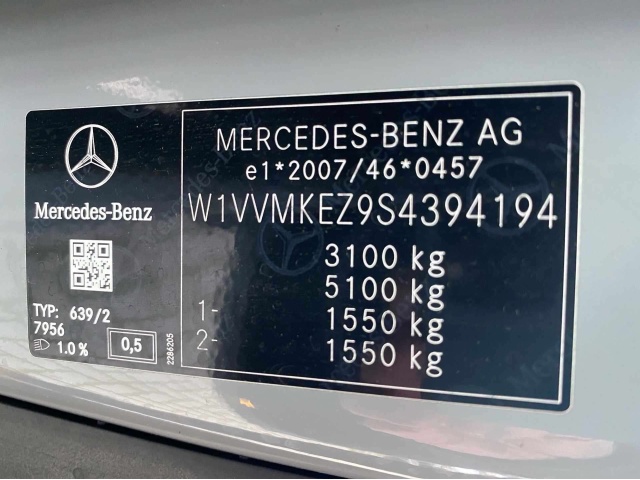 Mercedes-Benz
TYP: 639/2
7956
1.0 %
0,5
2286205
MERCEDES-BENZ AG
e1*2007/46*0457
W1VVMKEZ9S4394194
3100 kg
5100 kg
1- 1550 kg
2- 1550 kg